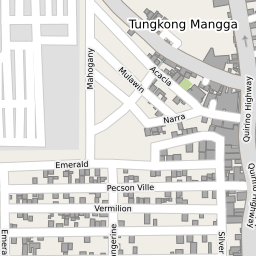 Tungkong Mangga
Mahogany
Acacia
Mulawin
Quirino Highway
Narra
Emerald
Pecson Ville
Quirino Highway
Vermilion
Silver